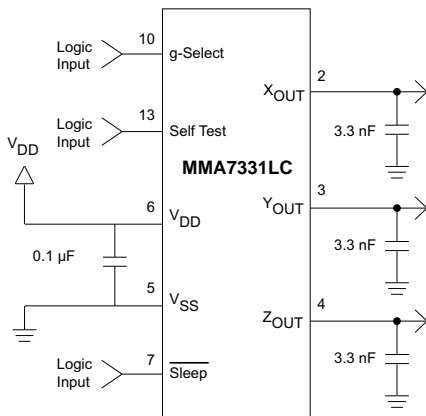 10
Logic
Input
g-Select
2
XOUT
13
Logic
Input
Self Test
3.3 nF
VDD
MMA7331LC
3
6
VDD
YOUT
0.1 µF
3.3 nF
5
VSS
4
ZOUT
7
Logic
Input
Sleep
3.3 nF